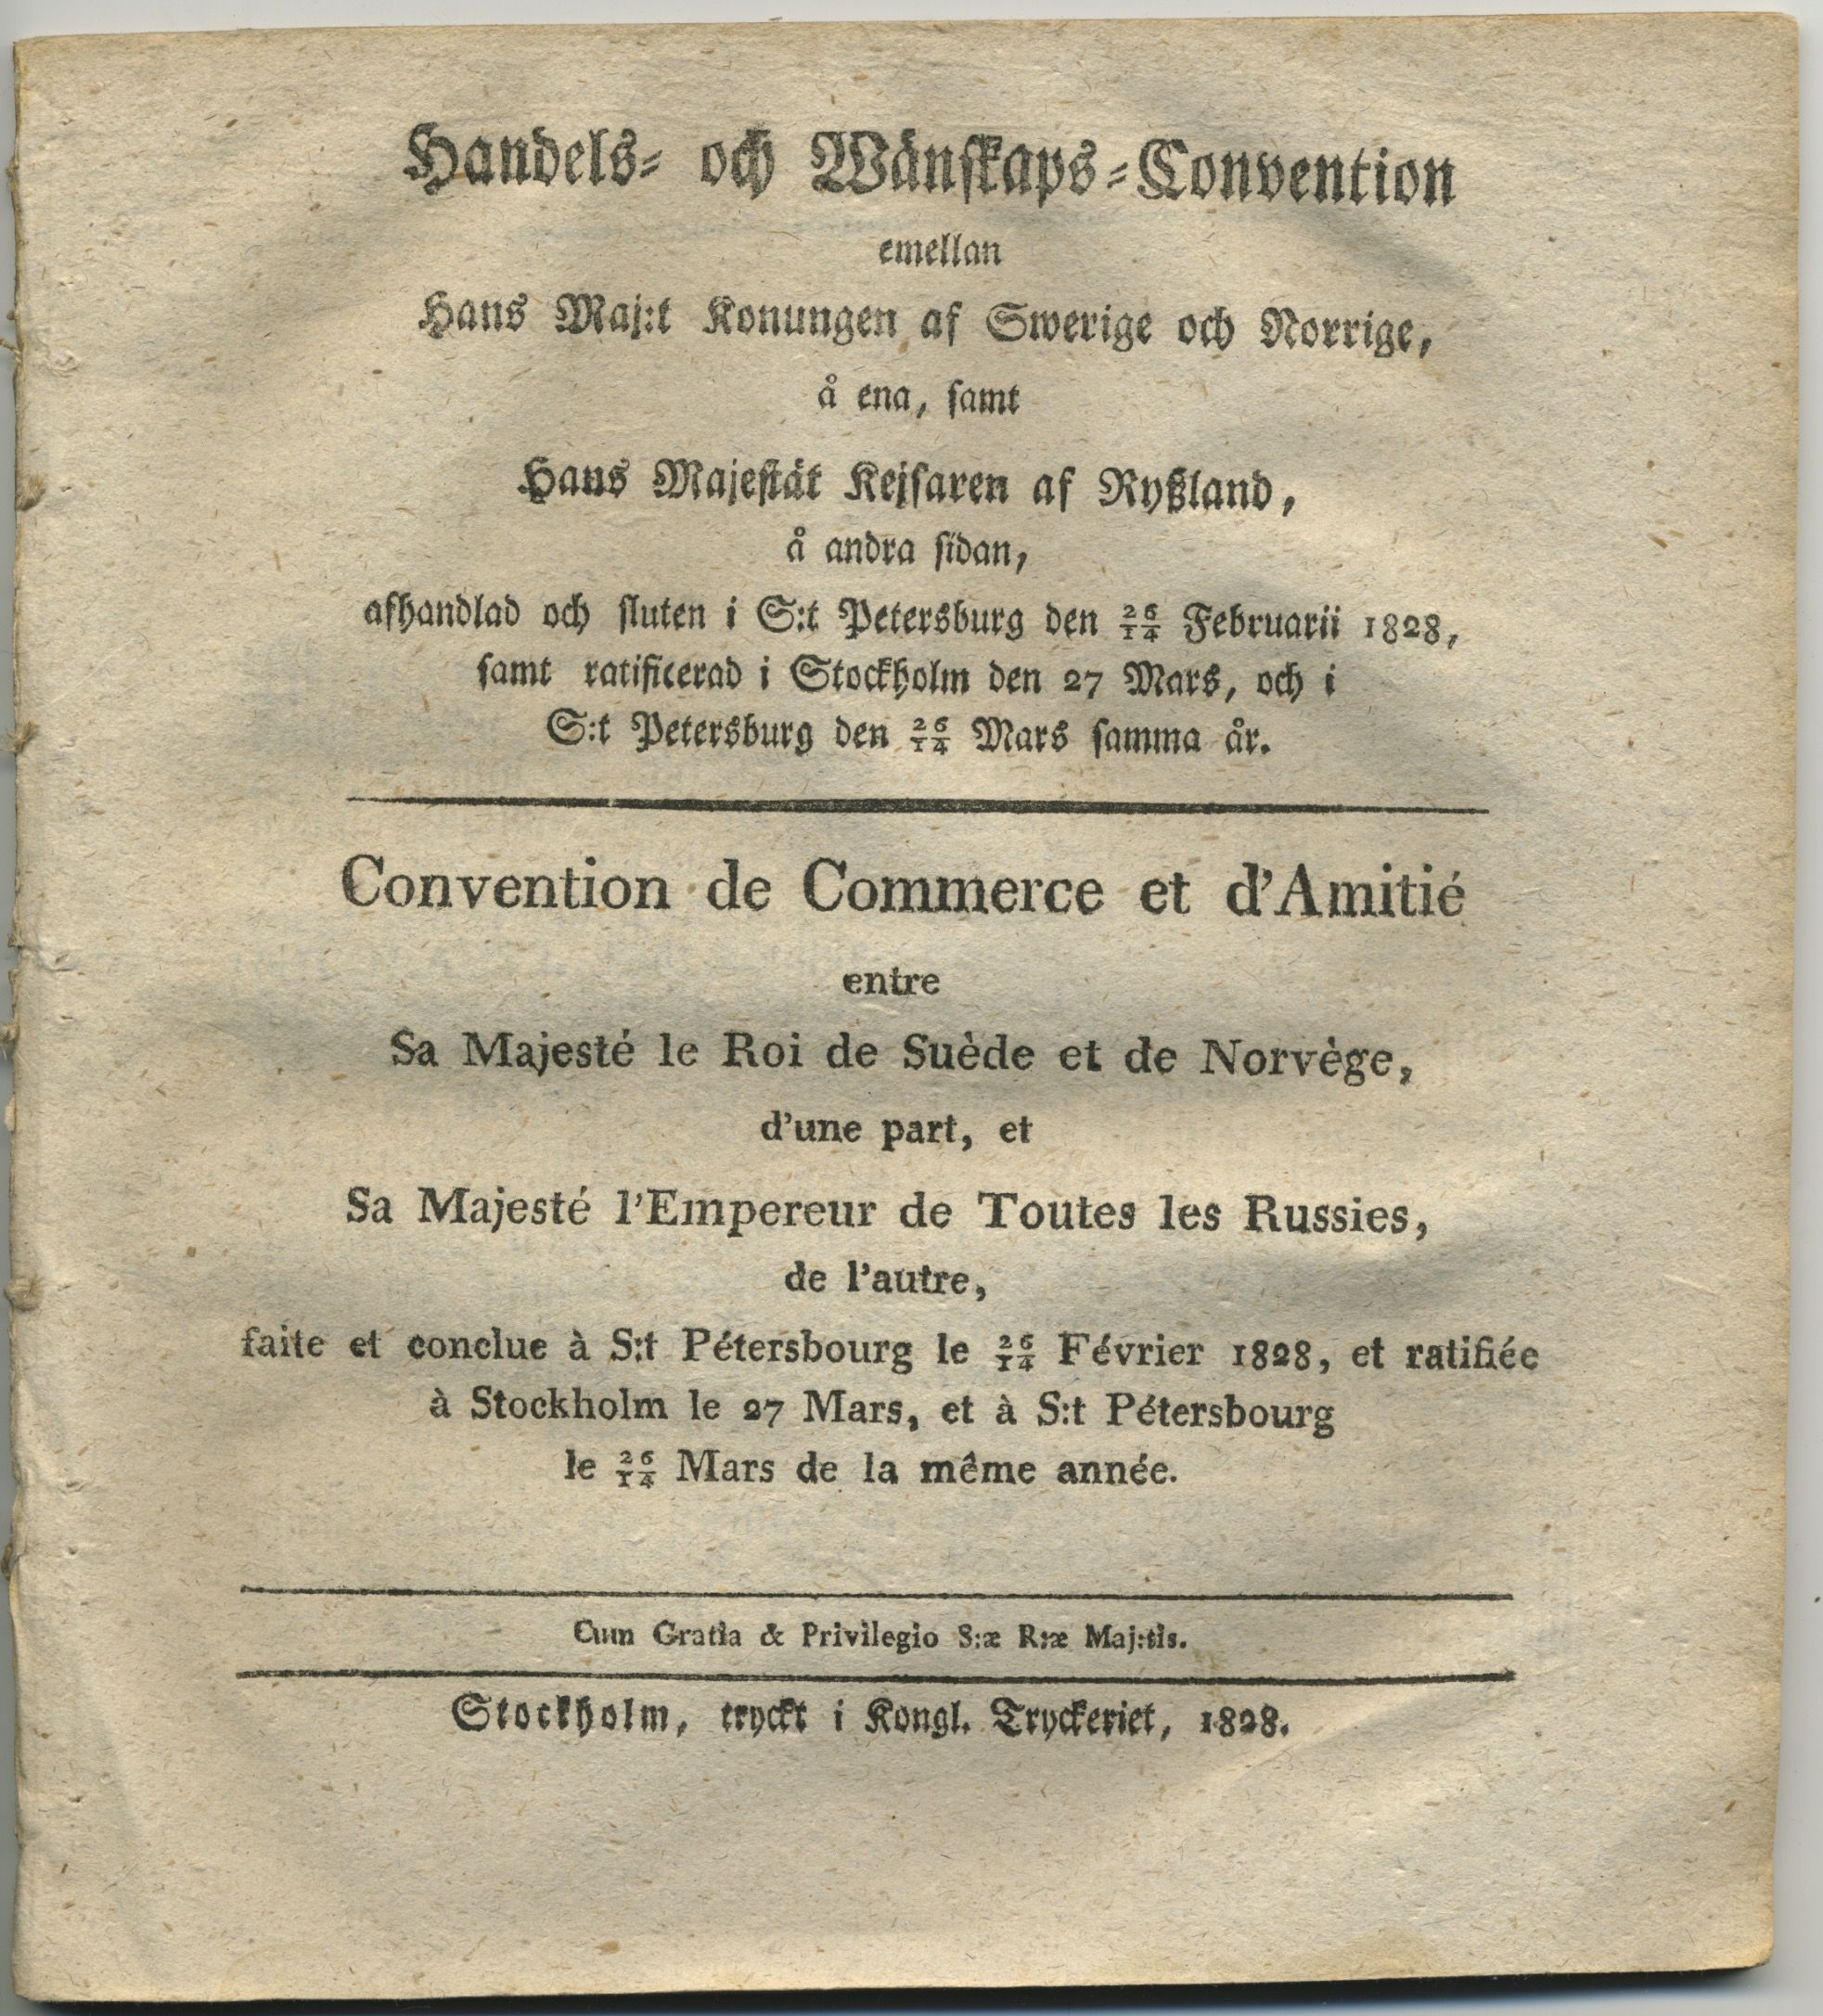 Handels- och Wänskaps-Convention
emellan
Hans Maj:t Konungen af Swerige och Norrige,
å ena, samt
Hans Majestät Kejsaren af Ryßland,
å andra sidan,
afhandlad och sluten i S:t Petersburg den 26/14 Februarii 1828,
samt ratificerad i Stockholm den 27 Mars, och i
S:t Petersburg den 26/14 Mars samma år.
Convention de Commerce et d'Amitié
entre
Sa Majesté le Roi de Suède et de Norvège,
d'une part, et
Sa Majesté l'Empereur de Toutes les Russies,
de l'autre,
faite et conclue à S:t Pétersbourg le 26/14 Février 1828, et ratifiée
à Stockholm le 27 Mars, et à S:t Pétersbourg
le 26/14 Mars de la même année.
Cum Gratia & Privilegio S:æ R:æ Maj:tis.
Stockholm, tryckt i Kongl. Tryckeriet, 1828.